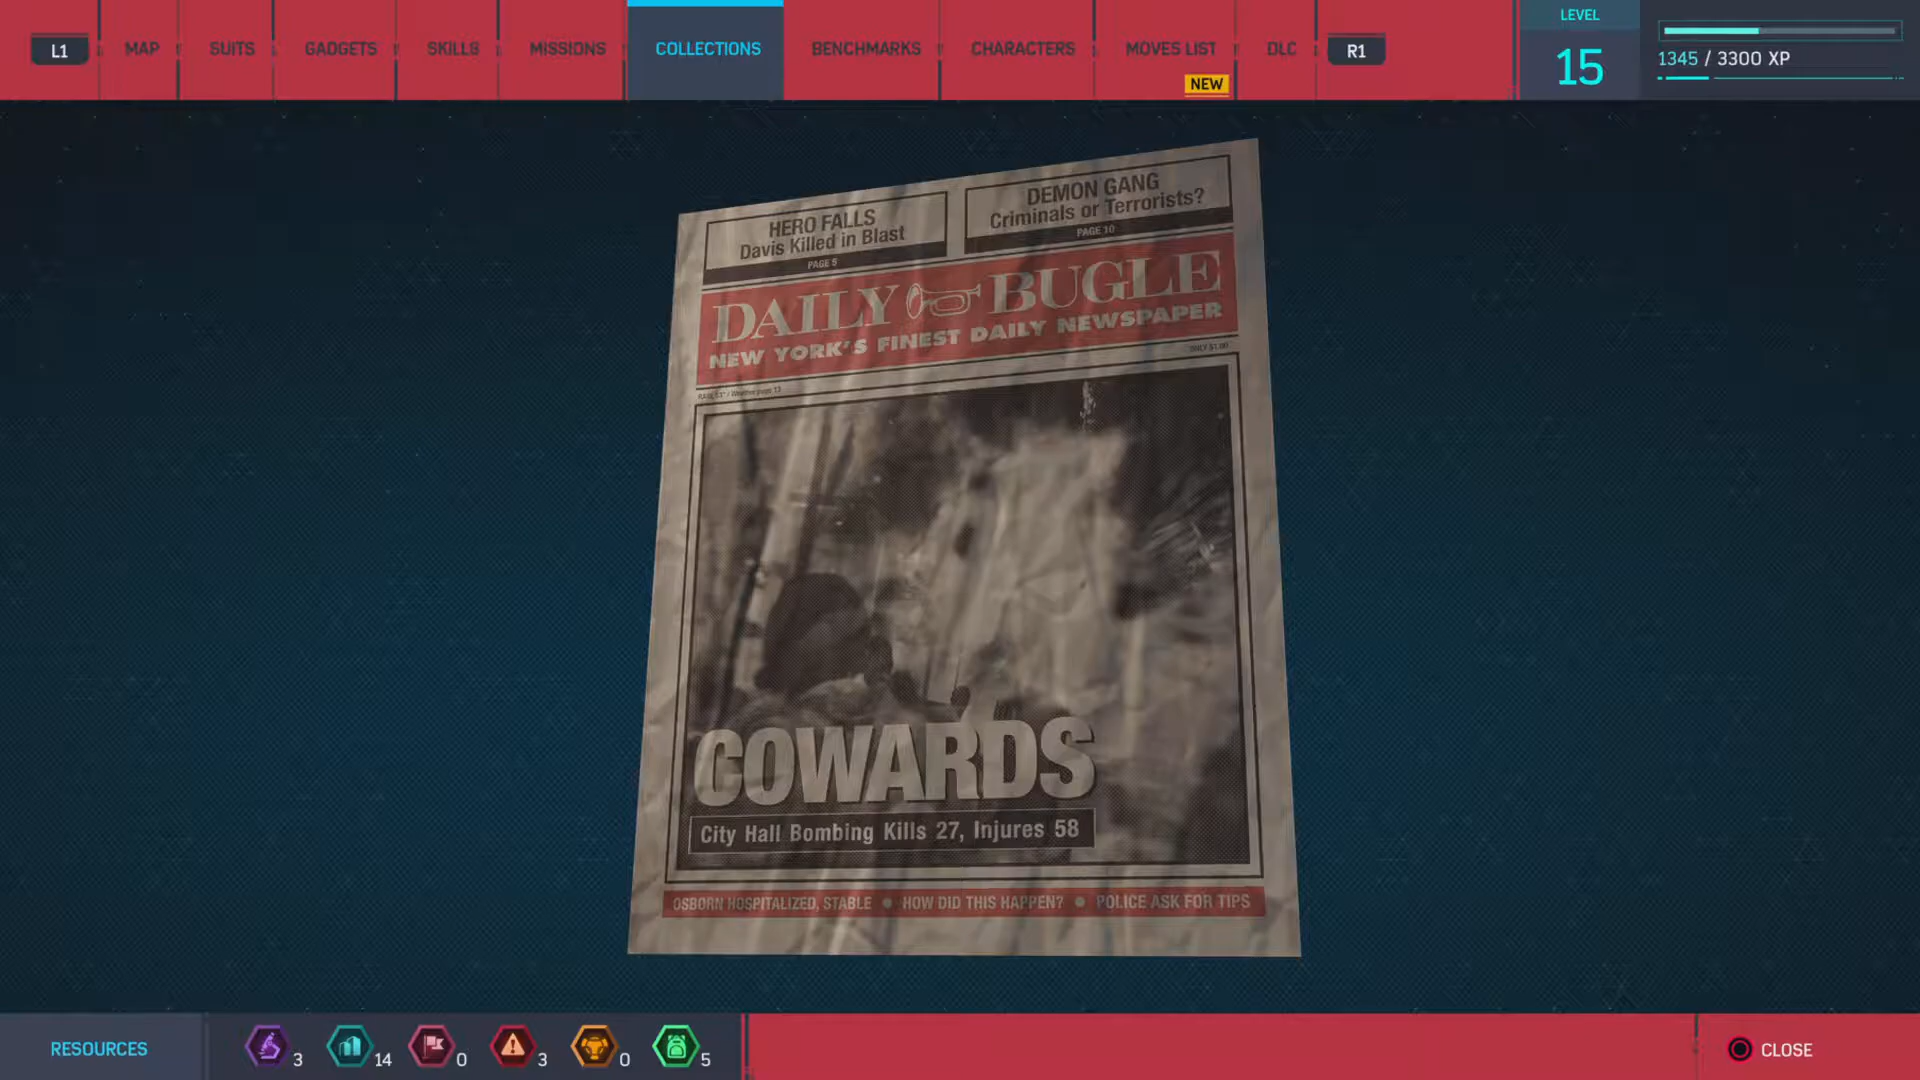 L1
MAP
SUITS
GADGETS
SKILLS
MISSIONS
COLLECTIONS
BENCHMARKS
CHARACTERS
MOVES LIST
NEW
DLC
R1
LEVEL
15
1345 / 3300 XP
HERO FALLS
Davis Killed in Blast
PAGE 5
DEMON GANG
Criminals or Terrorists?
PAGE 10
DAILY BUGLE
NEW YORK'S FINEST DAILY NEWSPAPER
ONLY $1.00
COWARDS
City Hall Bombing Kills 27, Injures 58
OSBORN HOSPITALIZED, STABLE ● HOW DID THIS HAPPEN? ● POLICE ASK FOR TIPS
RESOURCES
3
14
0
3
0
5
CLOSE